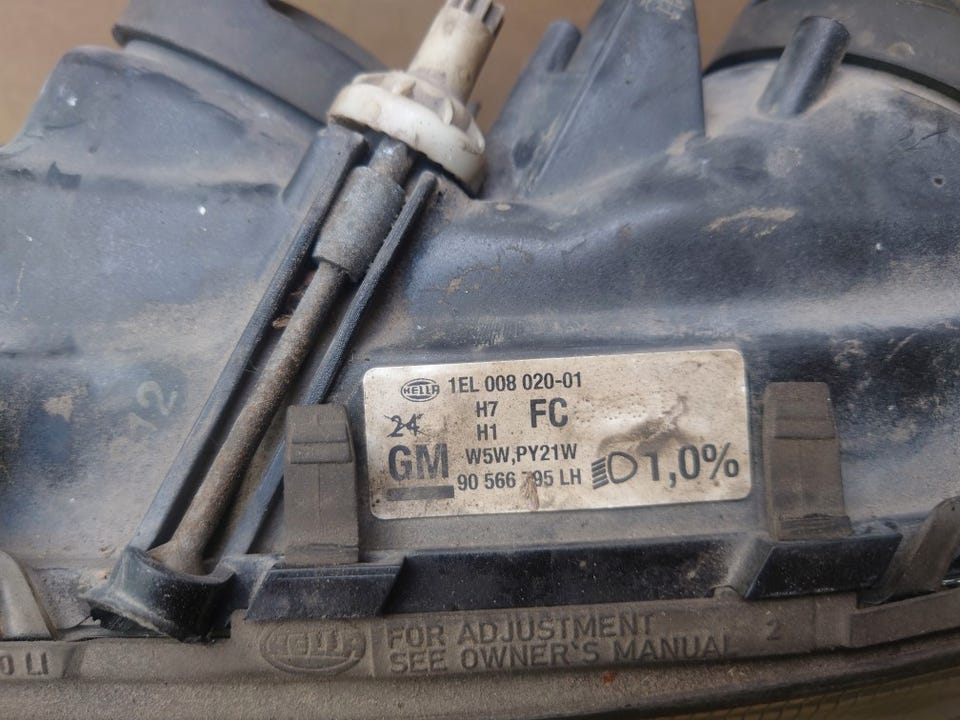 HELLA 1EL 008 020-01
24 H7 FC
H1
GM W5W,PY21W
90 566 795 LH 1,0%
HELLA FOR ADJUSTMENT 2
SEE OWNER'S MANUAL